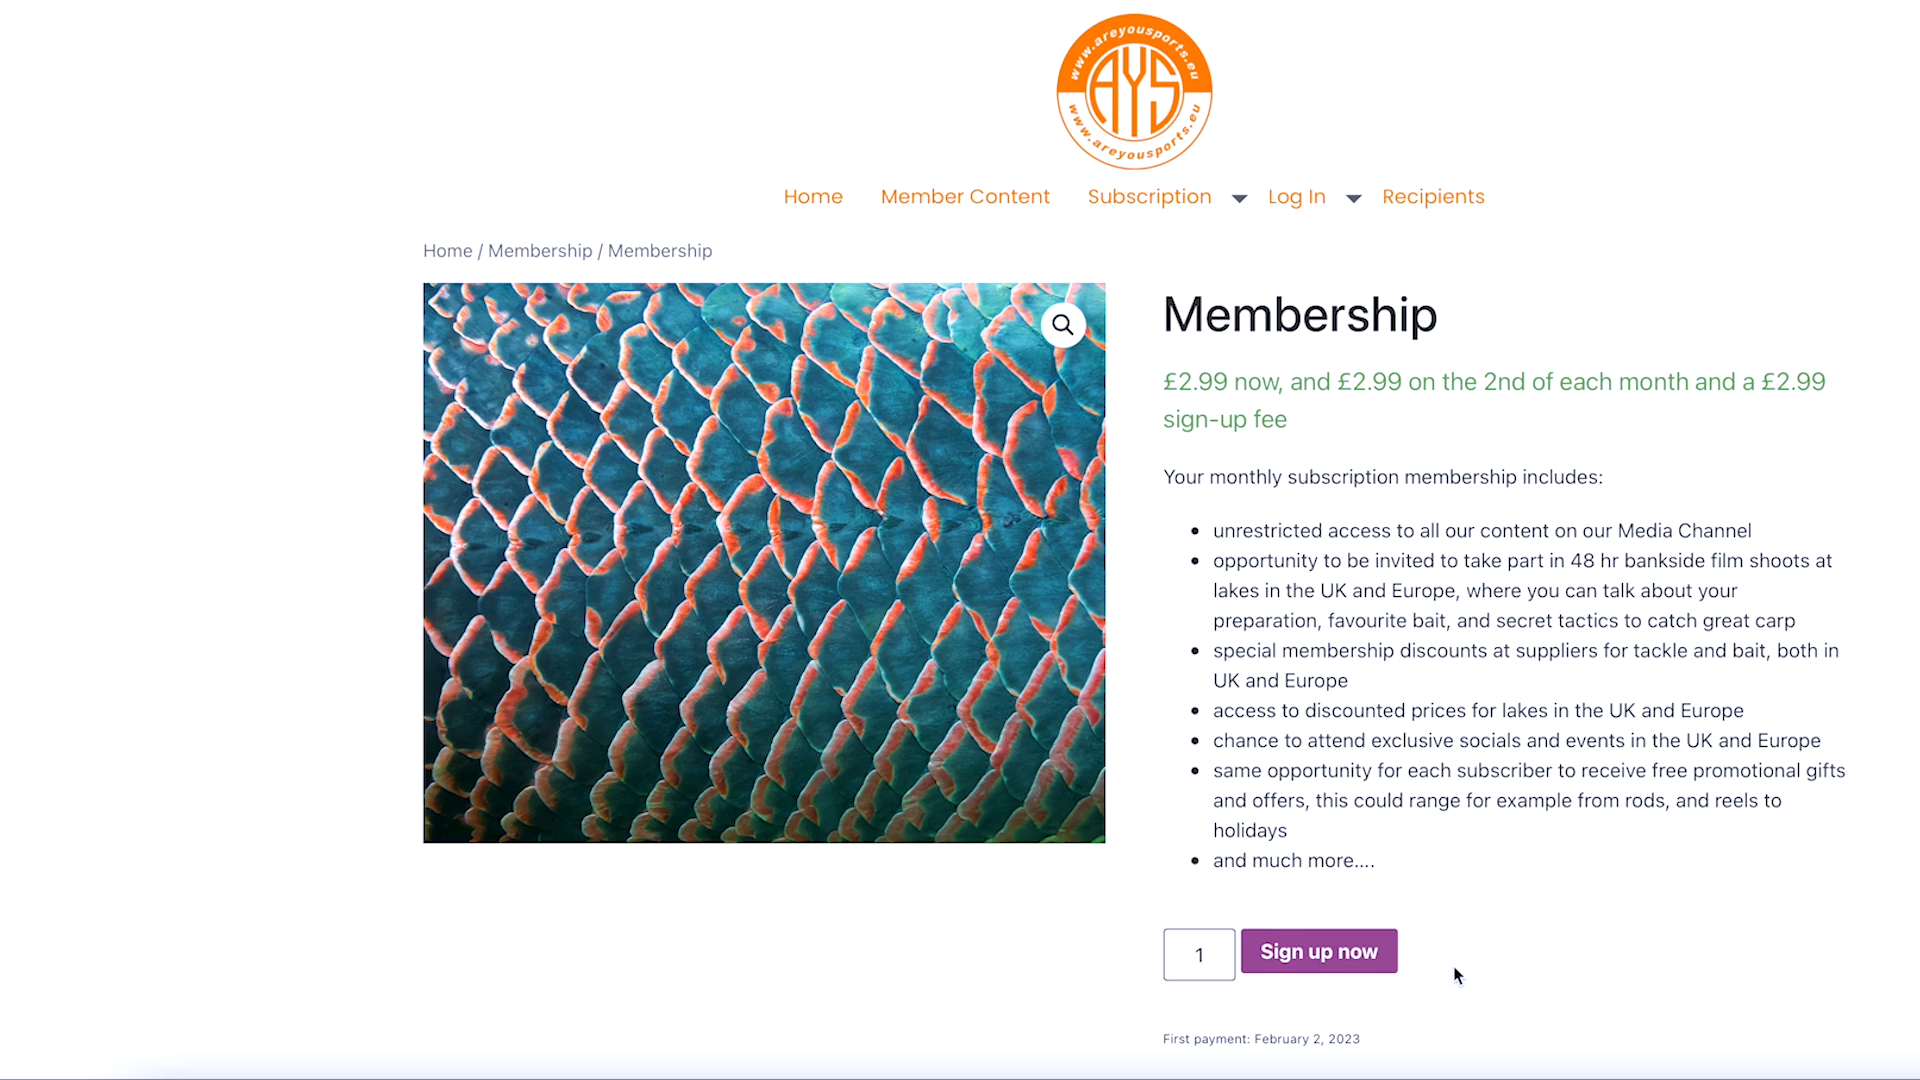 www.areyousports.eu
AYS
www.areyousports.eu
Home Member Content Subscription Log In Recipients
Home / Membership / Membership
Membership
£2.99 now, and £2.99 on the 2nd of each month and a £2.99
sign-up fee
Your monthly subscription membership includes:
unrestricted access to all our content on our Media Channel
opportunity to be invited to take part in 48 hr bankside film shoots at
lakes in the UK and Europe, where you can talk about your
preparation, favourite bait, and secret tactics to catch great carp
special membership discounts at suppliers for tackle and bait, both in
UK and Europe
access to discounted prices for lakes in the UK and Europe
chance to attend exclusive socials and events in the UK and Europe
same opportunity for each subscriber to receive free promotional gifts
and offers, this could range for example from rods, and reels to
holidays
and much more....
1 Sign up now
First payment: February 2, 2023